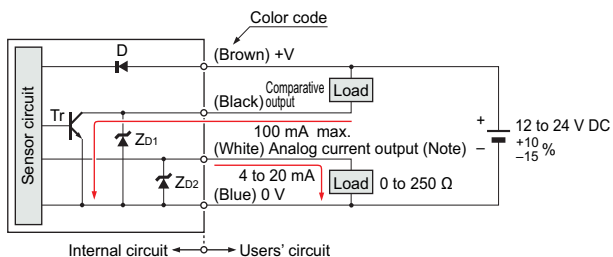 Color code
D
(Brown) +V
Sensor circuit
Tr
(Black)
Comparative
output
Load
ZD1
100 mA max.
+
–
12 to 24 V DC
+10
–15 %
(White) Analog current output (Note)
ZD2
4 to 20 mA
Load
0 to 250 Ω
(Blue) 0 V
Internal circuit
Users' circuit